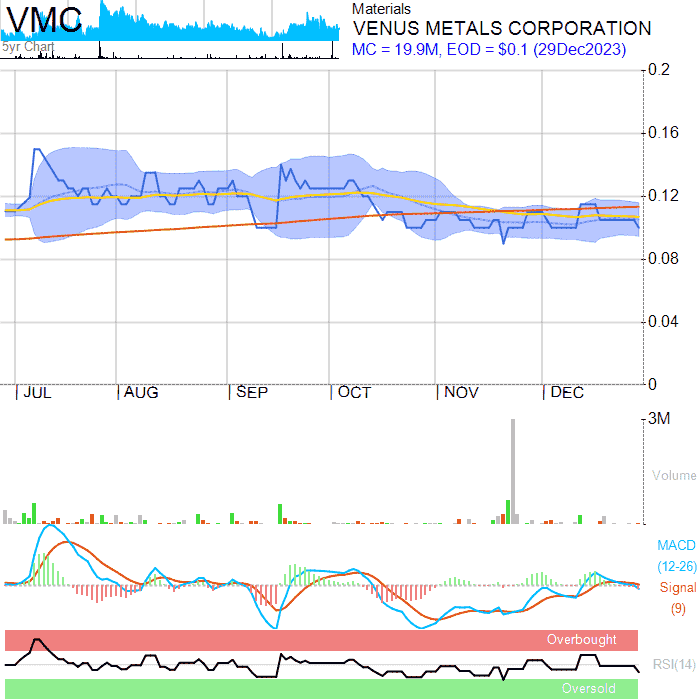 VMC
5yr Chart
Materials
VENUS METALS CORPORATION
MC = 19.9M, EOD = $0.1 (29Dec2023)
0.2
0.16
0.12
0.08
0.04
0
JUL AUG SEP OCT NOV DEC
3M
Volume
MACD
(12-26)
Signal
(9)
Overbought
RSI(14)
Oversold